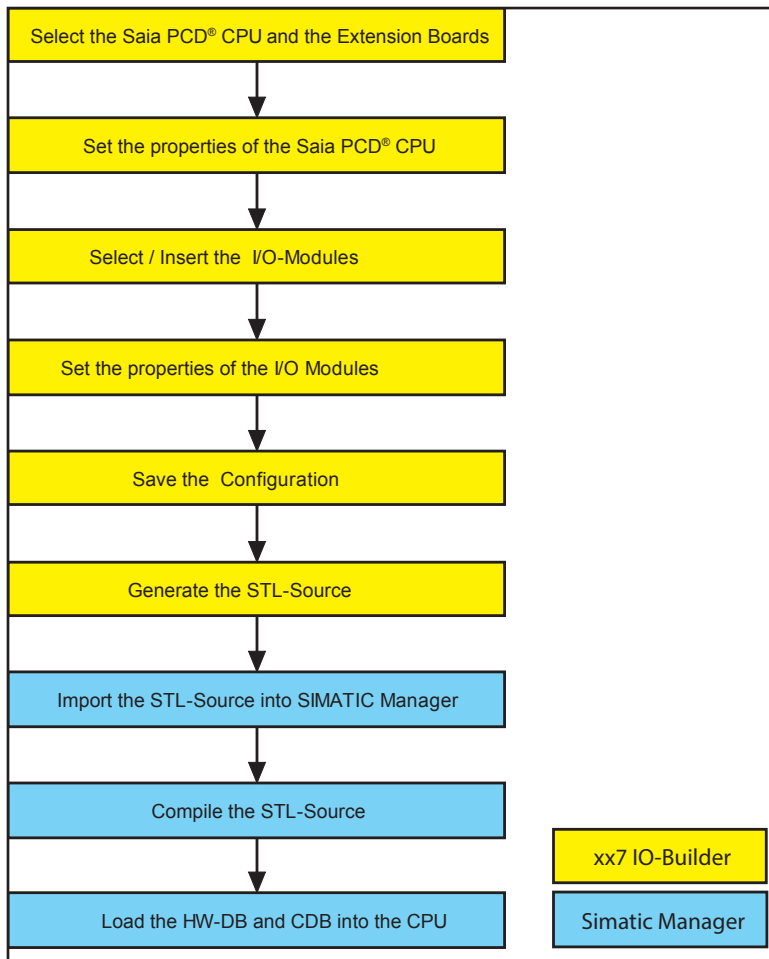 Select the Saia PCD® CPU and the Extension Boards
Set the properties of the Saia PCD® CPU
Select / Insert the I/O-Modules
Set the properties of the I/O Modules
Save the Configuration
Generate the STL-Source
Import the STL-Source into SIMATIC Manager
Compile the STL-Source
Load the HW-DB and CDB into the CPU
xx7 IO-Builder
Simatic Manager